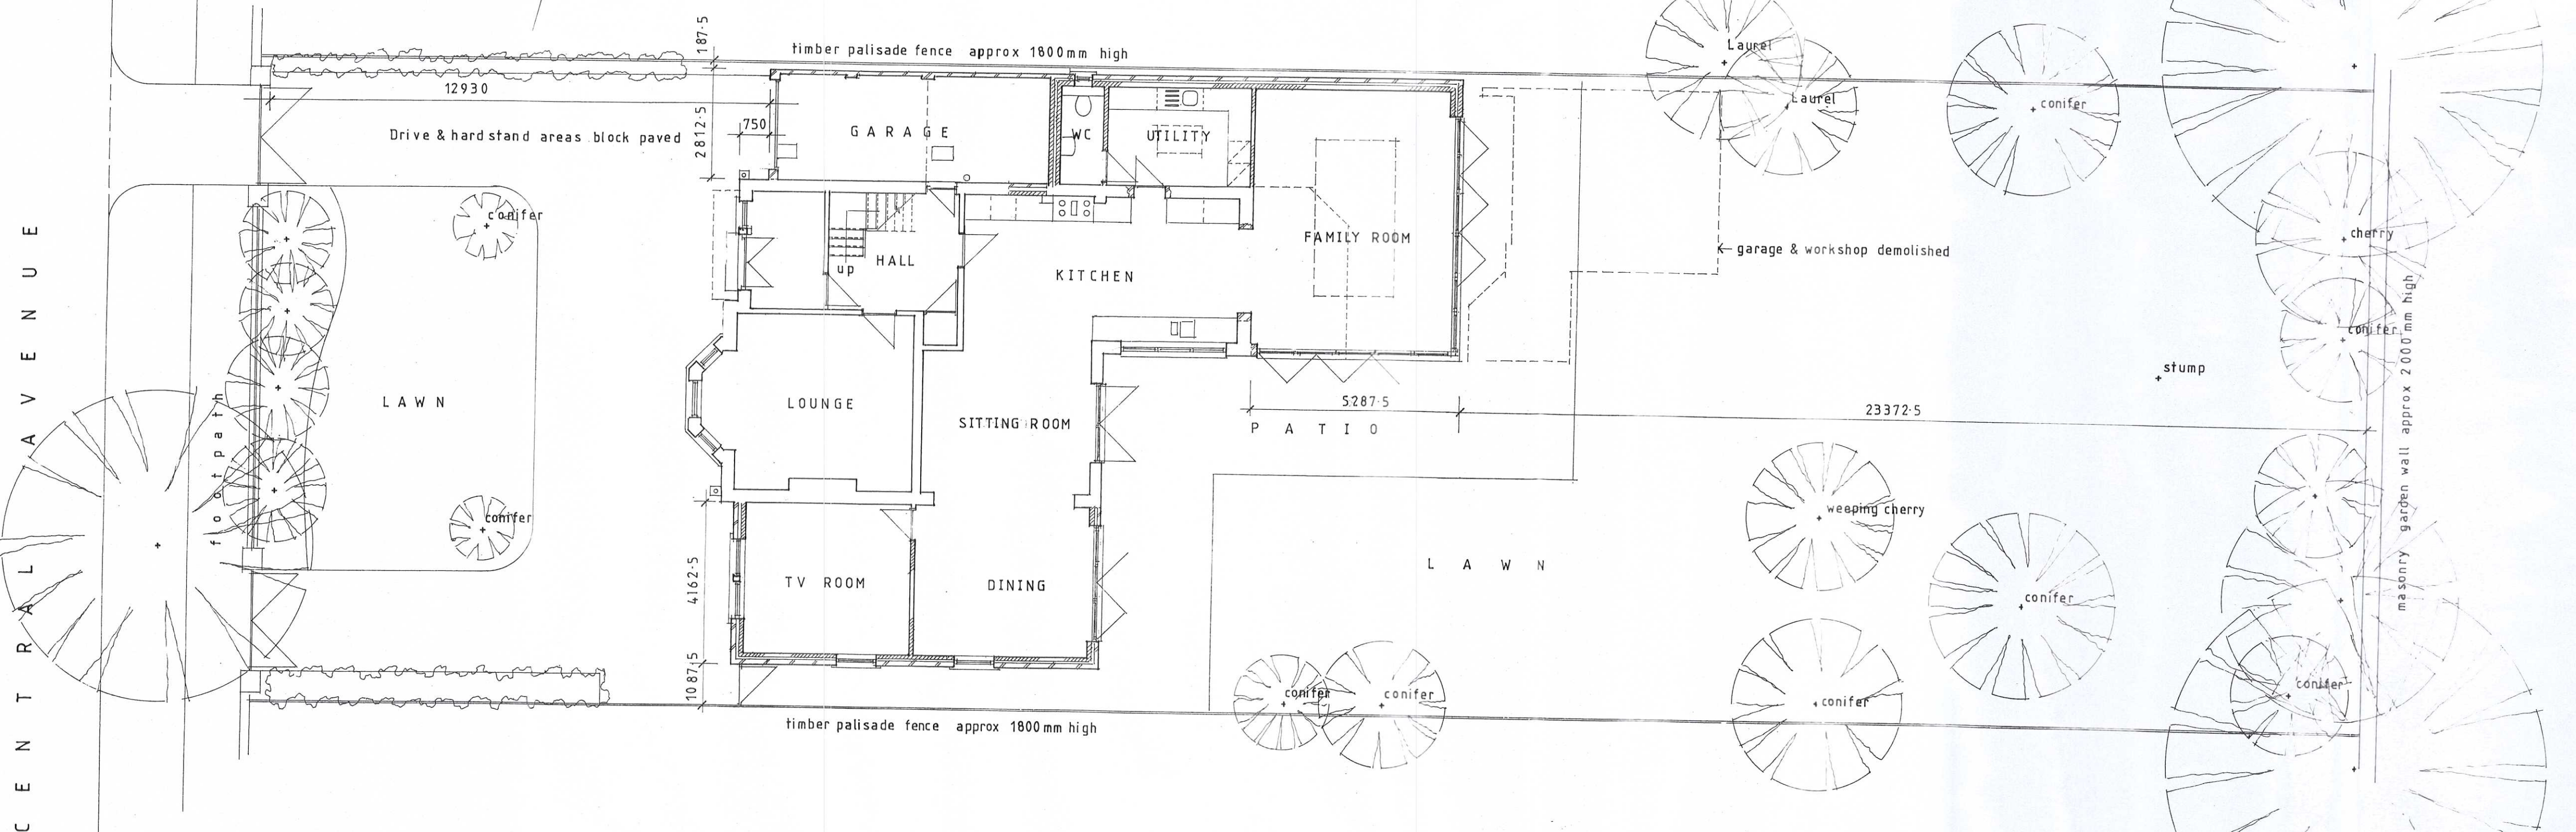 CENTRAL AVENUE
footpath
187·5
timber palisade fence approx 1800mm high
12930
Drive & hard stand areas block paved
2812·5
750
GARAGE
WC
UTILITY
Laurel
Laurel
conifer
conifer
up
HALL
KITCHEN
FAMILY ROOM
garage & workshop demolished
cherry
conifer
stump
LAWN
LOUNGE
SITTING ROOM
5287·5
23372·5
PATIO
masonry garden wall approx 2000mm high
conifer
weeping cherry
4162·5
TV ROOM
DINING
LAWN
conifer
1087·5
conifer
conifer
conifer
conifer
timber palisade fence approx 1800mm high